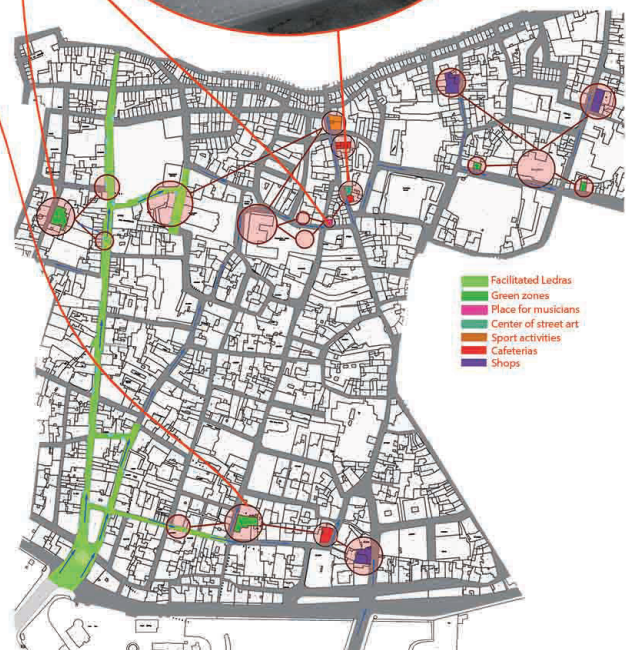 Facilitated Ledras
Green zones
Place for musicians
Center of street art
Sport activities
Cafeterias
Shops